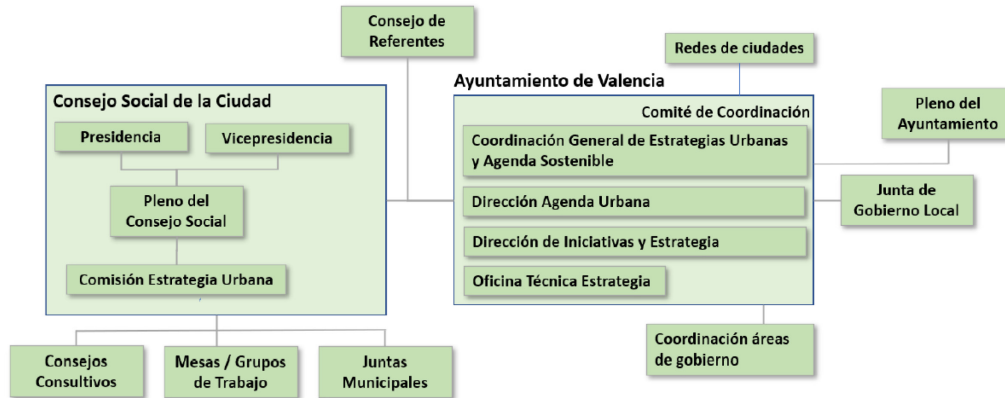 Consejo de
Referentes
Redes de ciudades
Ayuntamiento de Valencia
Consejo Social de la Ciudad
Comité de Coordinación
Pleno del
Ayuntamiento
Presidencia
Vicepresidencia
Coordinación General de Estrategias Urbanas
y Agenda Sostenible
Pleno del
Consejo Social
Dirección Agenda Urbana
Junta de
Gobierno Local
Dirección de Iniciativas y Estrategia
Comisión Estrategia Urbana
Oficina Técnica Estrategia
Coordinación áreas
de gobierno
Consejos
Consultivos
Mesas / Grupos
de Trabajo
Juntas
Municipales